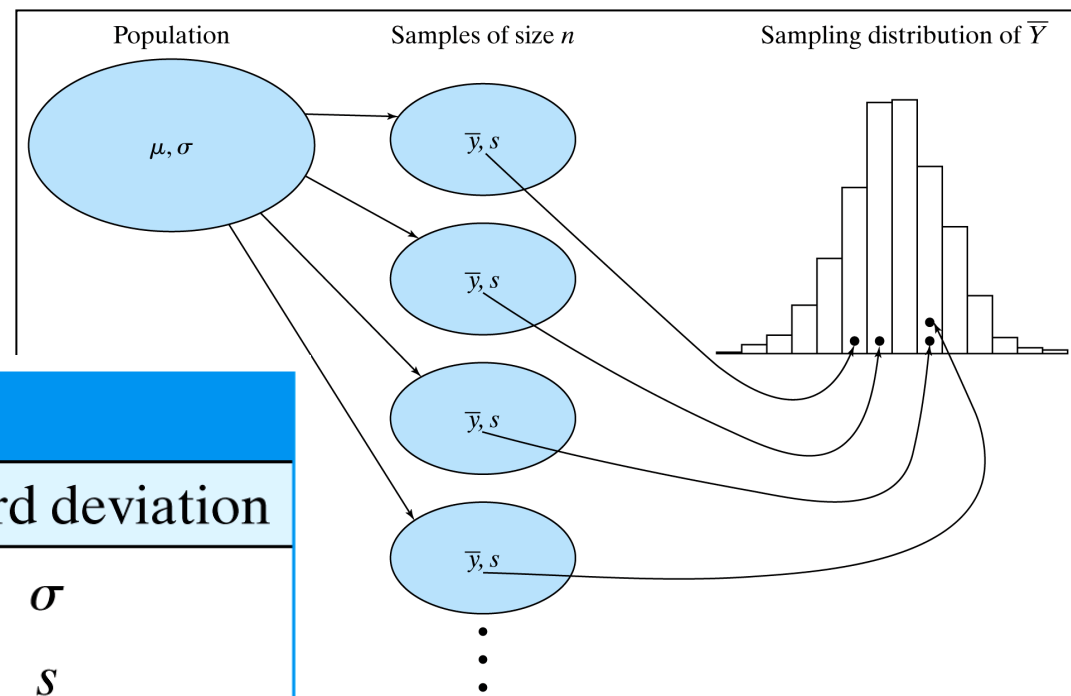 Population
Samples of size n
Sampling distribution of Y̅
μ, σ
y̅, s
y̅, s
y̅, s
y̅, s
rd deviation
σ
s